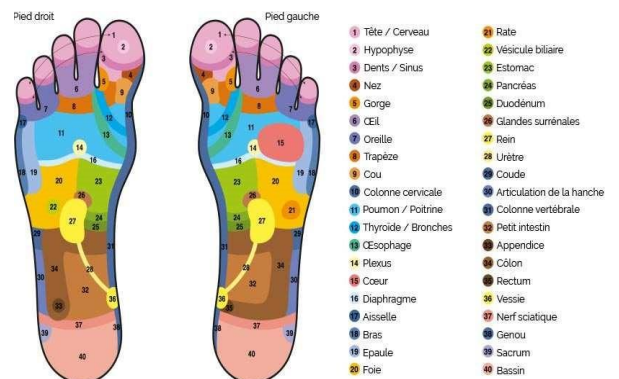 Pied droit
Pied gauche
1 Tête / Cerveau
2 Hypophyse
3 Dents / Sinus
4 Nez
5 Gorge
6 Œil
7 Oreille
8 Trapèze
9 Cou
10 Colonne cervicale
11 Poumon / Poitrine
12 Thyroïde / Bronches
13 Œsophage
14 Plexus
15 Cœur
16 Diaphragme
17 Aisselle
18 Bras
19 Epaule
20 Foie
21 Rate
22 Vésicule biliaire
23 Estomac
24 Pancréas
25 Duodénum
26 Glandes surrénales
27 Rein
28 Urètre
29 Coude
30 Articulation de la hanche
31 Colonne vertébrale
32 Petit intestin
33 Appendice
34 Côlon
35 Rectum
36 Vessie
37 Nerf sciatique
38 Genou
39 Sacrum
40 Bassin